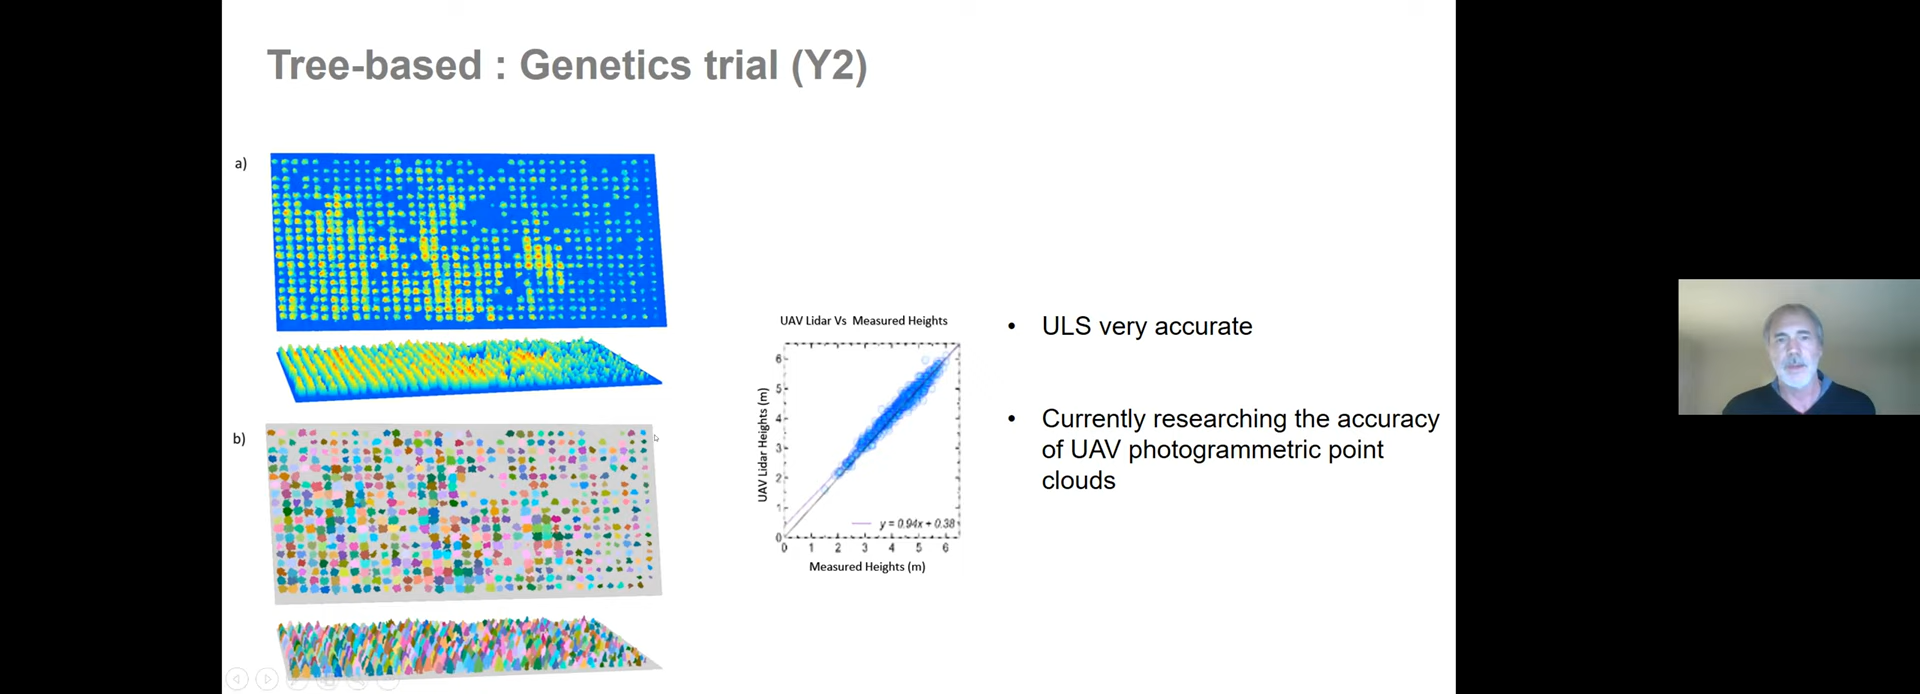 Tree-based : Genetics trial (Y2)
a)
b)
UAV Lidar Vs Measured Heights
UAV Lidar Heights (m)
6
5
4
3
2
1
0
y = 0.94x + 0.38
0 1 2 3 4 5 6
Measured Heights (m)
• ULS very accurate
• Currently researching the accuracy
of UAV photogrammetric point
clouds